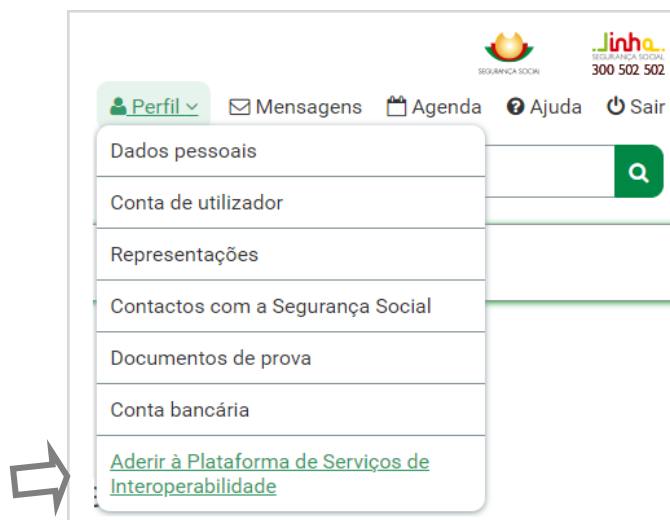 SEGURANÇA SOCIAL
.Linha.
SEGURANÇA SOCIAL
300 502 502
Perfil Mensagens Agenda Ajuda Sair
Dados pessoais
Conta de utilizador
Representações
Contactos com a Segurança Social
Documentos de prova
Conta bancária
Aderir à Plataforma de Serviços de
Interoperabilidade